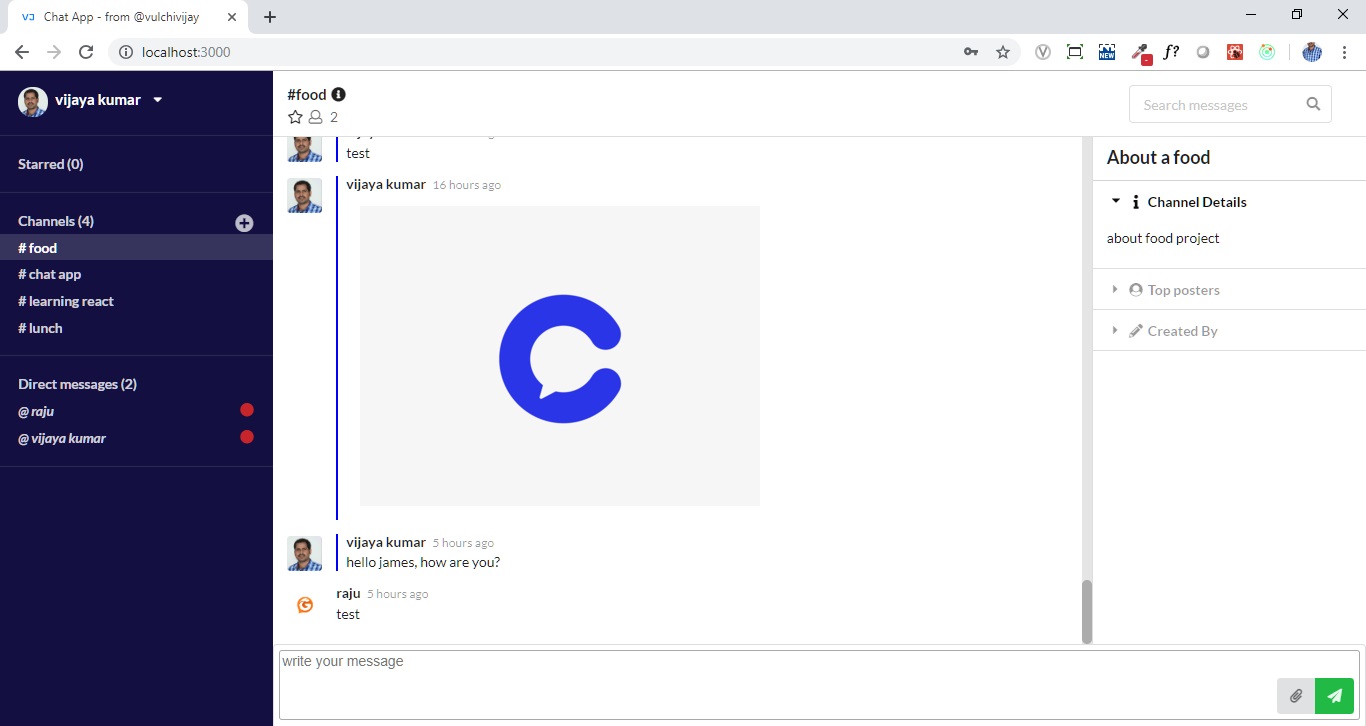 Chat App - from @vulchivijay
localhost:3000
NEW
f?
vijaya kumar
Starred (0)
Channels (4)
# food
# chat app
# learning react
# lunch
Direct messages (2)
@ raju
@ vijaya kumar
#food
2
Search messages
test
vijaya kumar 16 hours ago
vijaya kumar 5 hours ago
hello james, how are you?
raju 5 hours ago
test
About a food
Channel Details
about food project
Top posters
Created By
write your message